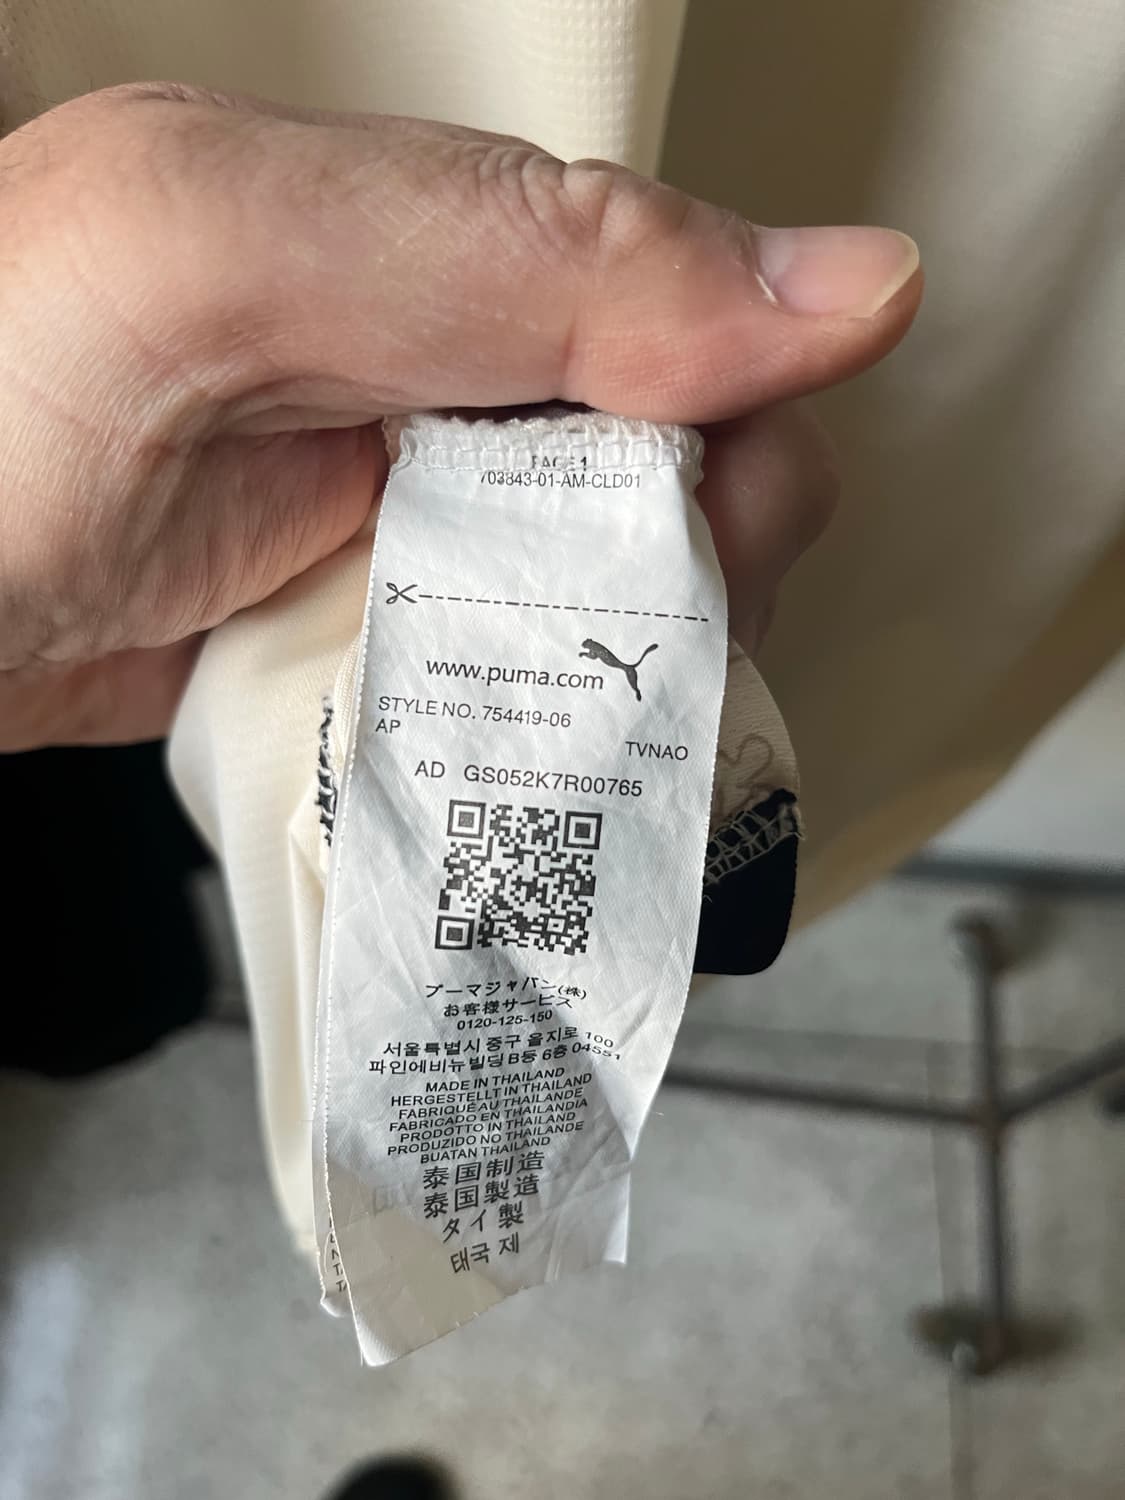 PAGE 1
703843-01-AM-CLD01
www.puma.com
STYLE NO. 754419-06
AP
TVNAO
AD GS052K7R00765
プーマジャパン(株)
お客様サービス
0120-125-150
서울특별시 중구 을지로 100
파인에비뉴빌딩 B동 6층 04551
MADE IN THAILAND
HERGESTELLT IN THAILAND
FABRIQUÉ AU THAILANDE
FABRICADO EN THAILANDIA
PRODOTTO IN THAILAND
PRODUZIDO NO THAILANDE
BUATAN THAILAND
泰国制造
泰国製造
タイ製
태국 제